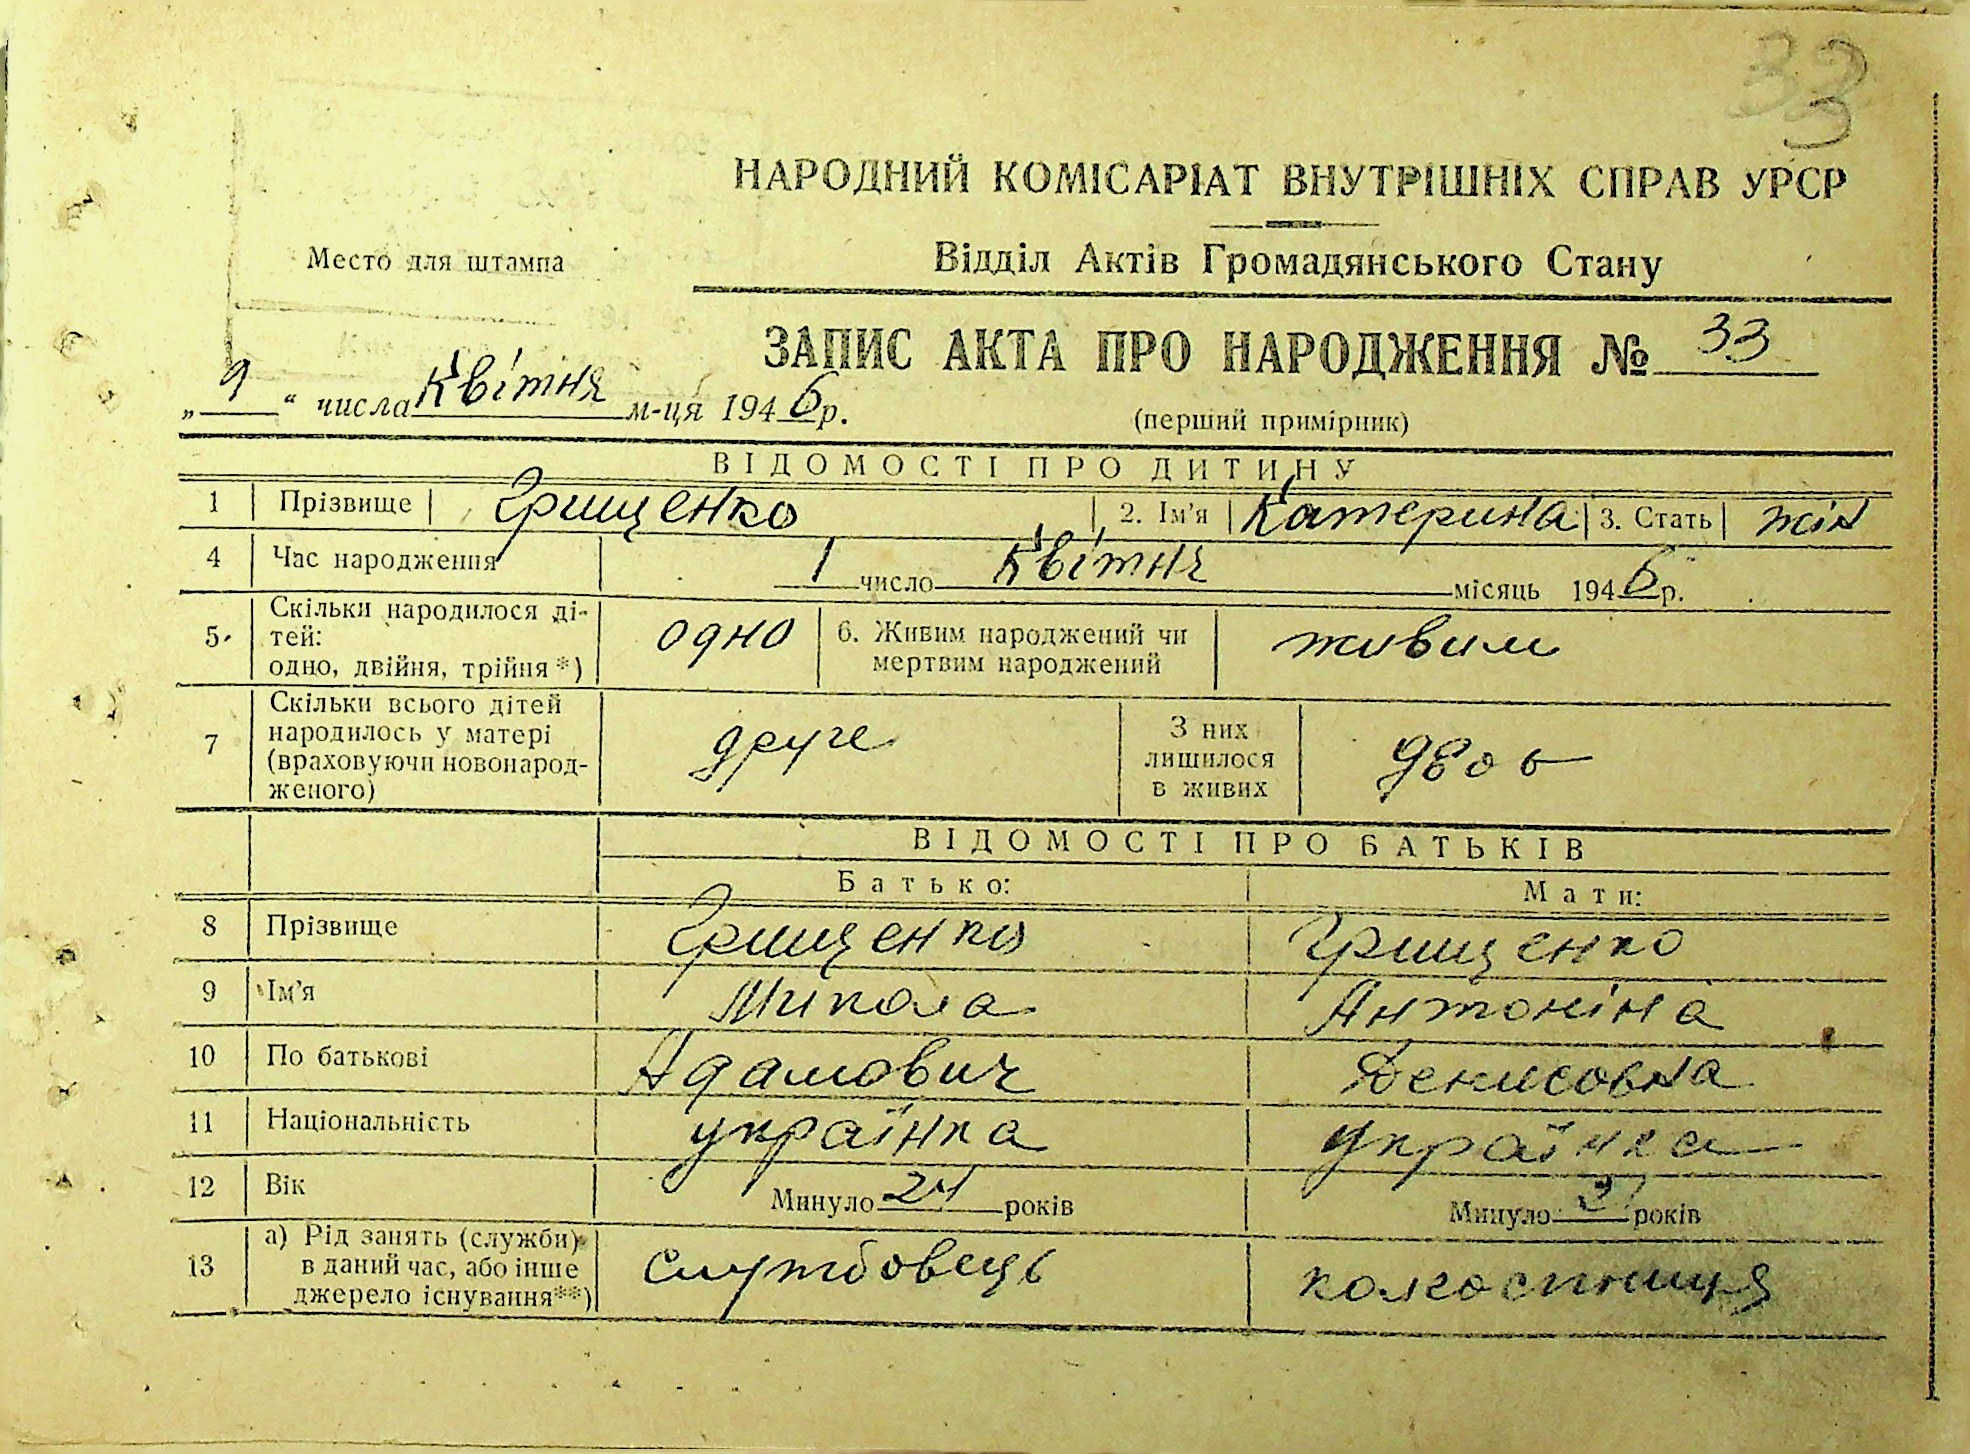 33
НАРОДНИЙ КОМІСАРІАТ ВНУТРІШНІХ СПРАВ УРСР
Место для штампа
Відділ Актів Громадянського Стану
ЗАПИС АКТА ПРО НАРОДЖЕННЯ № 33
„9“ числа Квітня м-ця 1946 р.
(перший примірник)
ВІДОМОСТІ ПРО ДИТИНУ
1 Прізвище Грищенко 2. Ім'я Катерина 3. Стать жін
4 Час народження 1 число Квітня місяць 1946 р.
5. Скільки народилося ді-
тей:
одно, двійня, трійня*) одно 6. Живим народжений чи
мертвим народжений живим
7 Скільки всього дітей
народилось у матері
(враховуючи новонарод-
женого) друге З них
лишилося
в живих двоє
ВІДОМОСТІ ПРО БАТЬКІВ
Батько: Мати:
8 Прізвище Грищенко Грищенко
9 Ім'я Микола Антоніна
10 По батькові Адамович Денисовна
11 Національність українка українка
12 Вік Минуло 24 років Минуло років
13 а) Рід занять (служби)
в даний час, або інше
джерело існування**) службовець колгоспниця